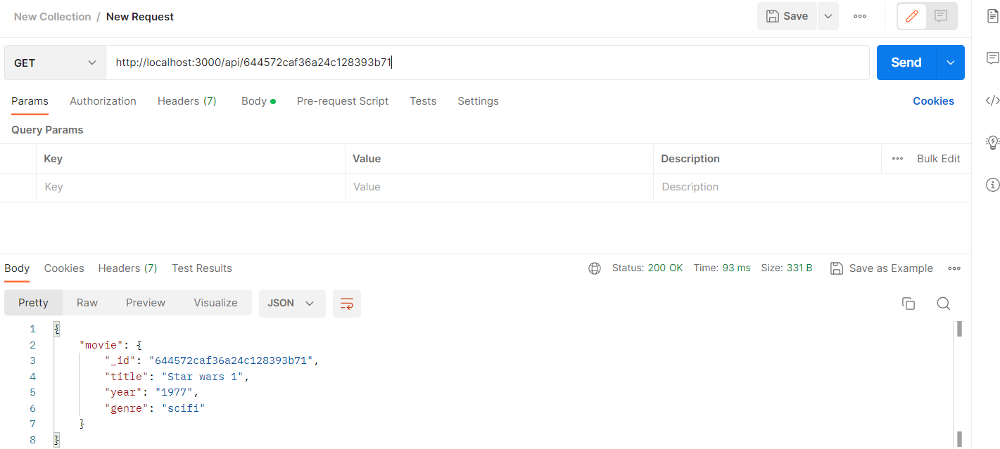 New Collection / New Request Save
GET http://localhost:3000/api/644572caf36a24c128393b71 Send
Params Authorization Headers (7) Body Pre-request Script Tests Settings Cookies
Query Params
Key Value Description Bulk Edit
Key Value Description
Body Cookies Headers (7) Test Results Status: 200 OK Time: 93 ms Size: 331 B Save as Example
Pretty Raw Preview Visualize JSON
1 {
2 "movie": {
3 "_id": "644572caf36a24c128393b71",
4 "title": "Star wars 1",
5 "year": "1977",
6 "genre": "scifi"
7 }
8 }